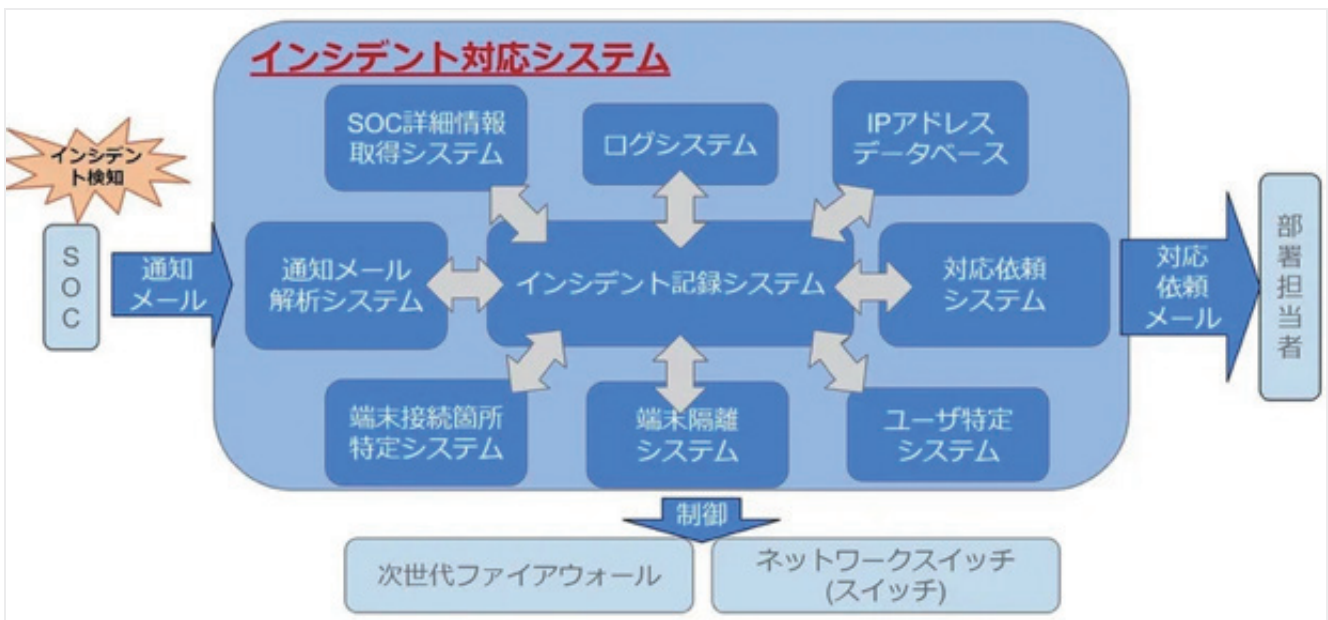 インシデント対応システム
SOC詳細情報
取得システム
ログシステム
IPアドレス
データベース
インシデン
ト検知
S
O
C
通知
メール
通知メール
解析システム
インシデント記録システム
対応依頼
システム
対応
依頼
メール
部
署
担
当
者
端末接続箇所
特定システム
端末隔離
システム
ユーザ特定
システム
制御
次世代ファイアウォール
ネットワークスイッチ
(スイッチ)